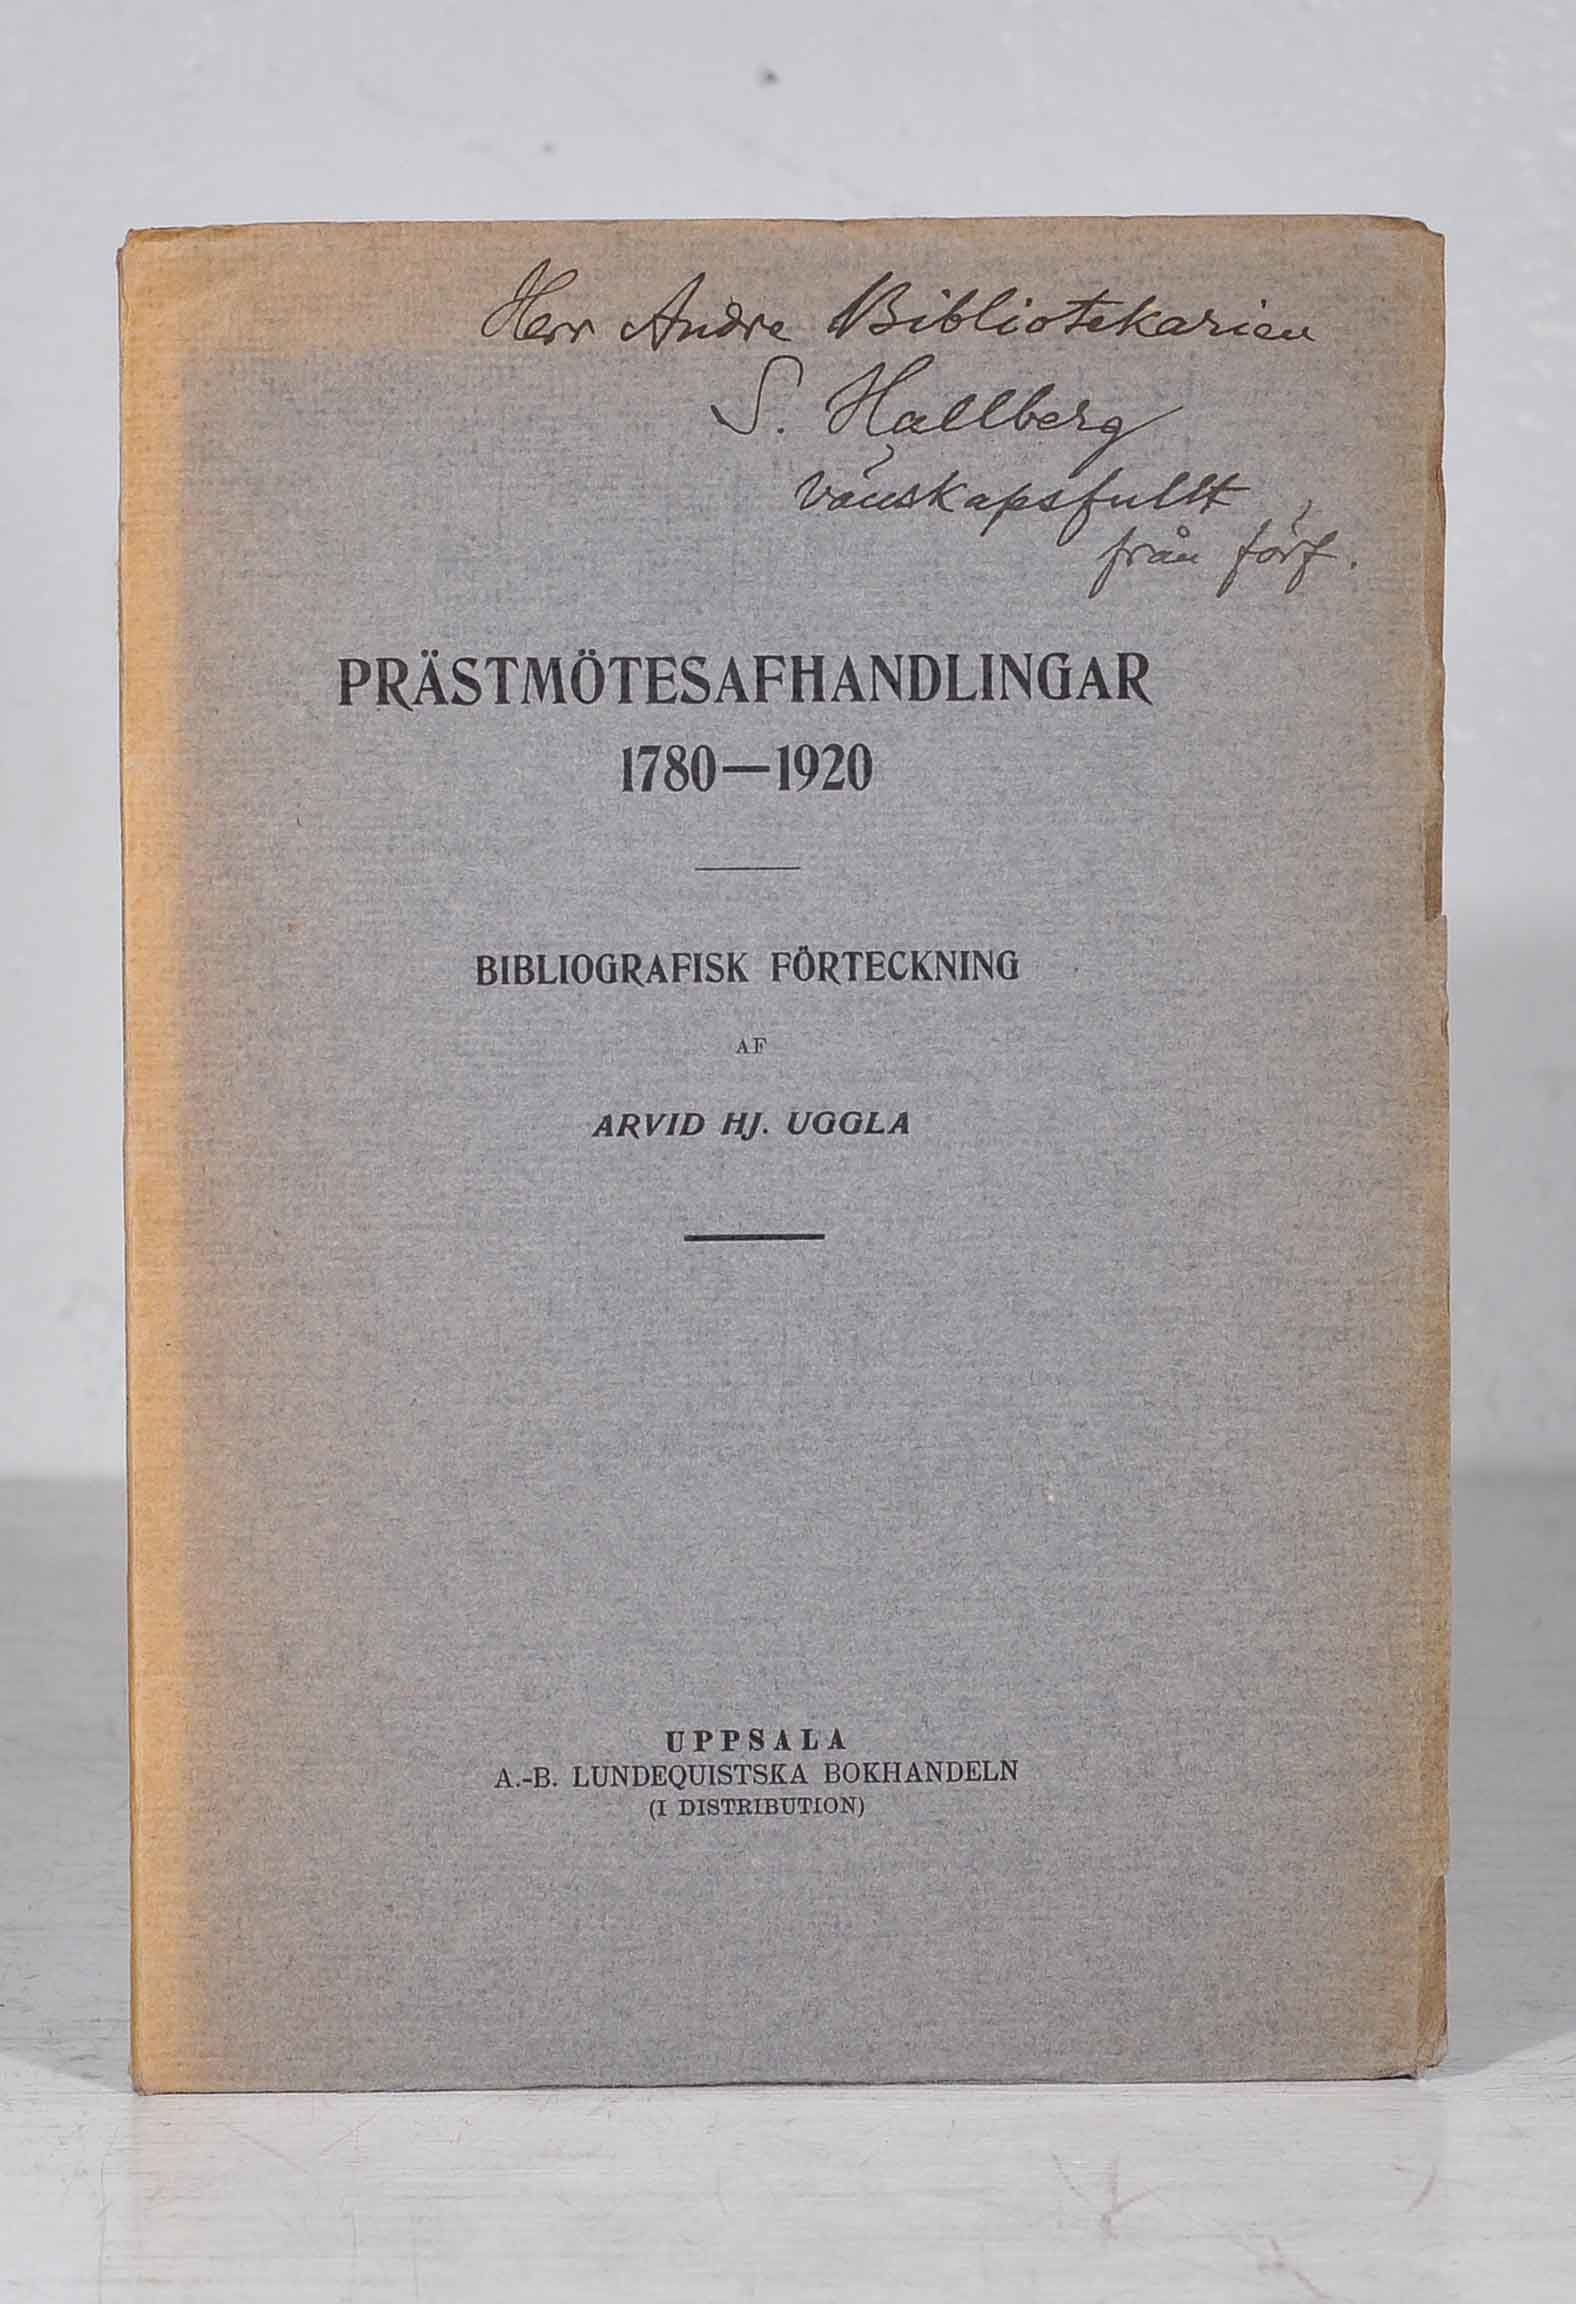 Herr Andre Bibliotekarien
S. Hallberg
vänskapsfullt
från förf.
PRÄSTMÖTESAFHANDLINGAR
1780—1920
BIBLIOGRAFISK FÖRTECKNING
AF
ARVID HJ. UGGLA
UPPSALA
A.-B. LUNDEQUISTSKA BOKHANDELN
(I DISTRIBUTION)